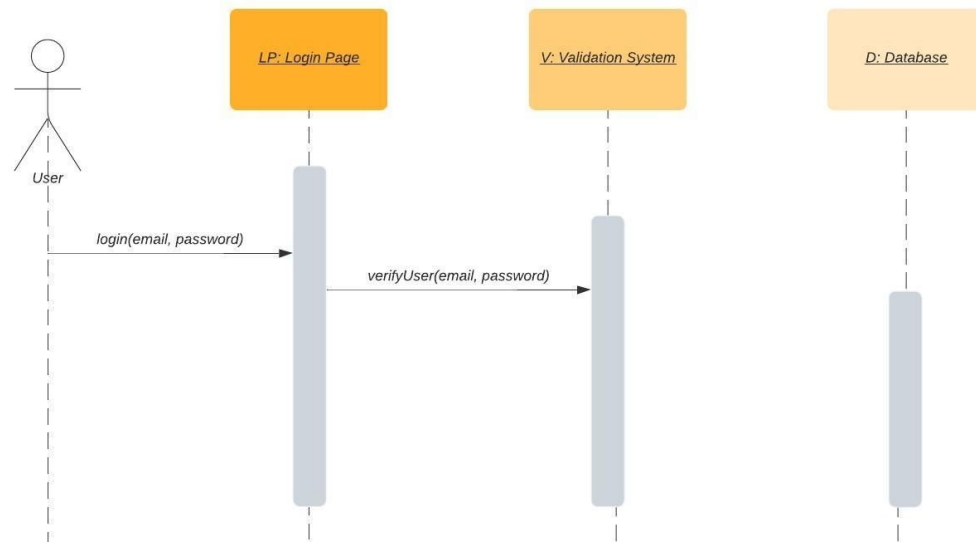 LP: Login Page
V: Validation System
D: Database
User
login(email, password)
verifyUser(email, password)